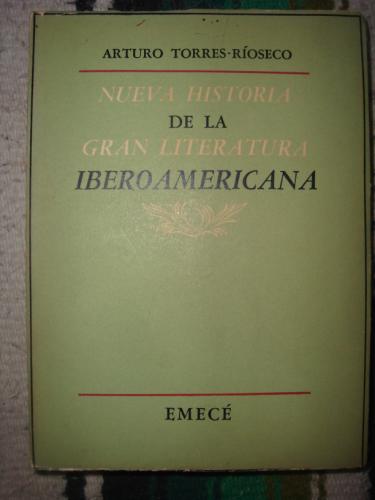 ARTURO TORRES-RÍOSECO
NUEVA HISTORIA
DE LA
GRAN LITERATURA
IBEROAMERICANA
EMECÉ